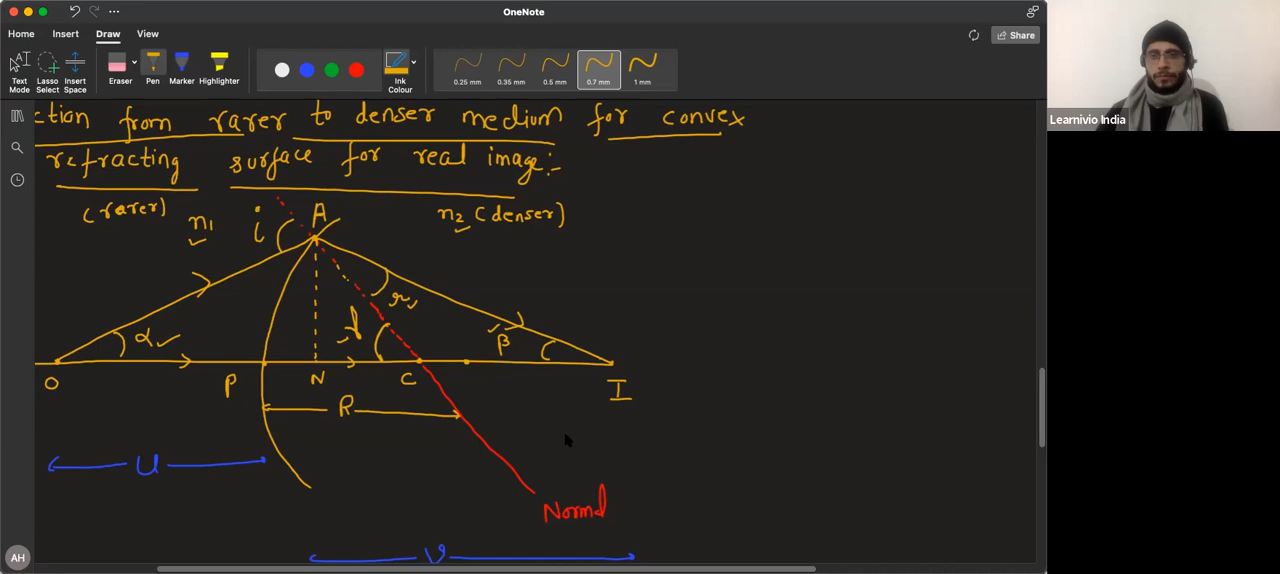 OneNote
Home Insert Draw View
Share
Text Mode
Lasso Select
Insert Space
Eraser
Pen
Marker
Highlighter
Ink Colour
0.25 mm
0.35 mm
0.5 mm
0.7 mm
1 mm
Learnivio India
ction from rarer to denser medium for convex
refracting surface for real image:-
(rarer)
n1
i
A
n2 (denser)
r
α
γ
β
O
P
N
C
I
R
u
Normal
v
AH